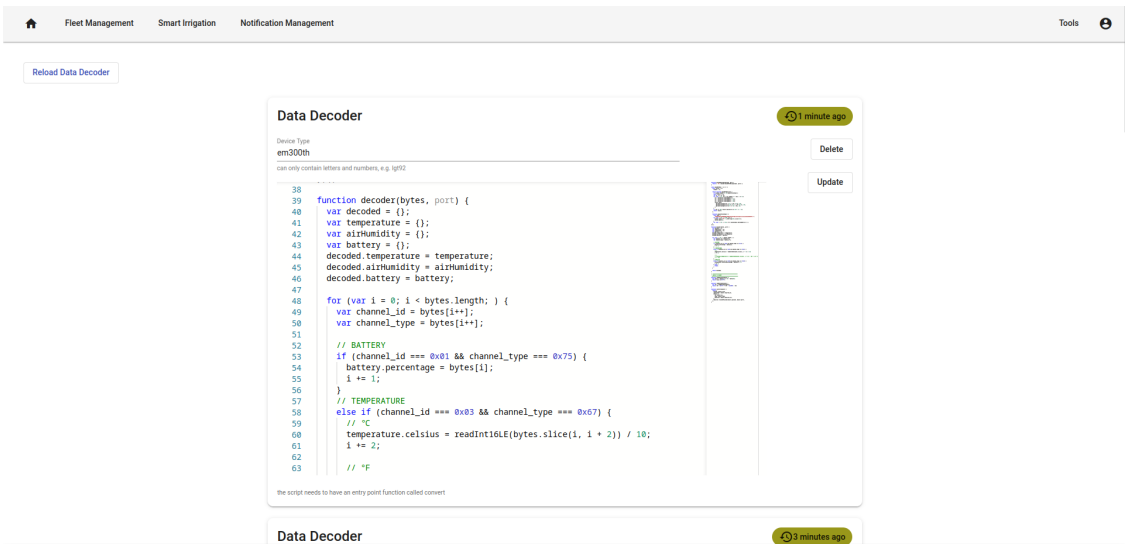 Fleet Management Smart Irrigation Notification Management Tools
Reload Data Decoder
Data Decoder 1 minute ago
Device Type
em300th
Delete
can only contain letters and numbers, e.g. lgt92
Update
38
39 function decoder(bytes, port) {
40 var decoded = {};
41 var temperature = {};
42 var airHumidity = {};
43 var battery = {};
44 decoded.temperature = temperature;
45 decoded.airHumidity = airHumidity;
46 decoded.battery = battery;
47
48 for (var i = 0; i < bytes.length; ) {
49 var channel_id = bytes[i++];
50 var channel_type = bytes[i++];
51
52 // BATTERY
53 if (channel_id === 0x01 && channel_type === 0x75) {
54 battery.percentage = bytes[i];
55 i += 1;
56 }
57 // TEMPERATURE
58 else if (channel_id === 0x03 && channel_type === 0x67) {
59 // °C
60 temperature.celsius = readInt16LE(bytes.slice(i, i + 2)) / 10;
61 i += 2;
62
63 // °F
the script needs to have an entry point function called convert
Data Decoder 3 minutes ago